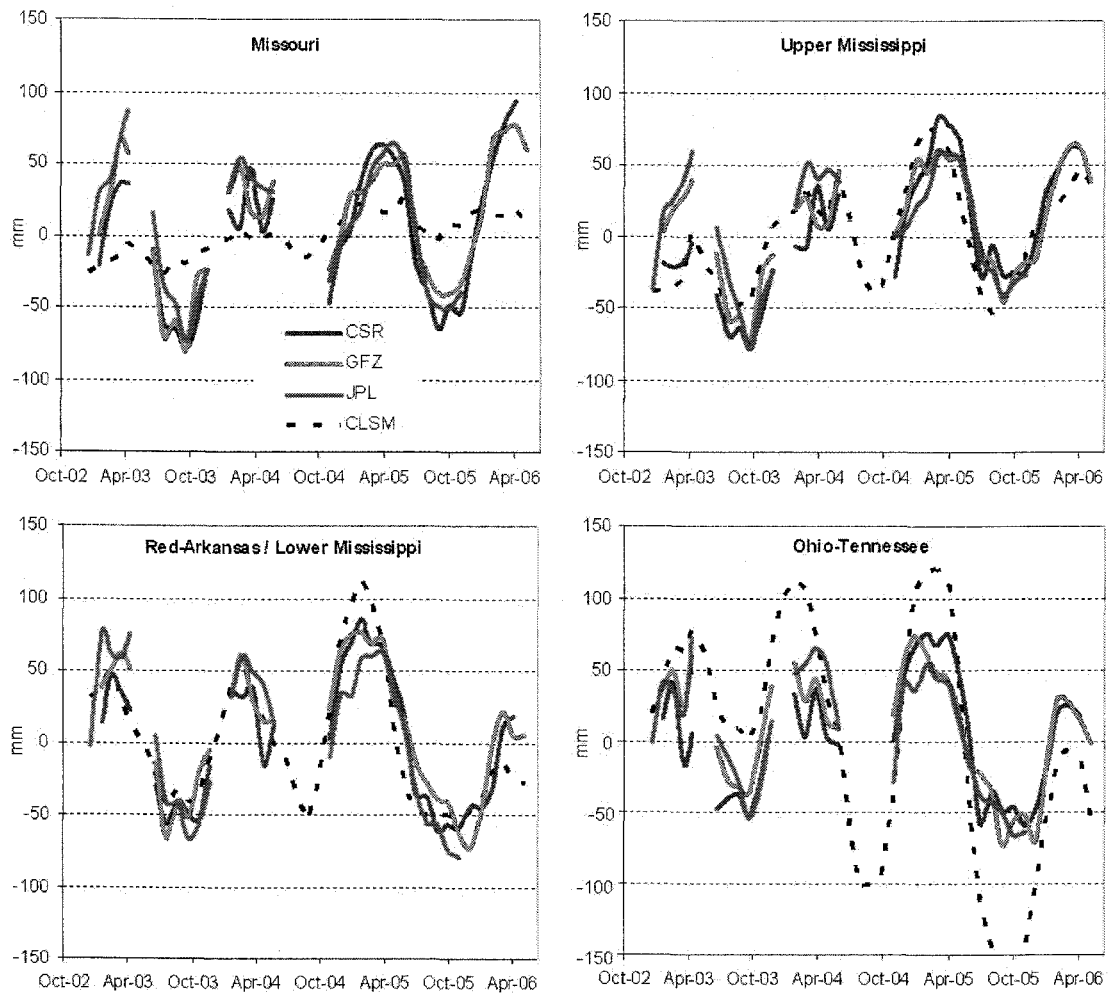 Missouri
150
100
50
0
-50
-100
-150
mm
CSR
GFZ
JPL
CLSM
Oct-02 Apr-03 Oct-03 Apr-04 Oct-04 Apr-05 Oct-05 Apr-06
Upper Mississippi
150
100
50
0
-50
-100
-150
mm
Oct-02 Apr-03 Oct-03 Apr-04 Oct-04 Apr-05 Oct-05 Apr-06
Red-Arkansas / Lower Mississippi
150
100
50
0
-50
-100
-150
mm
Oct-02 Apr-03 Oct-03 Apr-04 Oct-04 Apr-05 Oct-05 Apr-06
Ohio-Tennessee
150
100
50
0
-50
-100
-150
mm
Oct-02 Apr-03 Oct-03 Apr-04 Oct-04 Apr-05 Oct-05 Apr-06